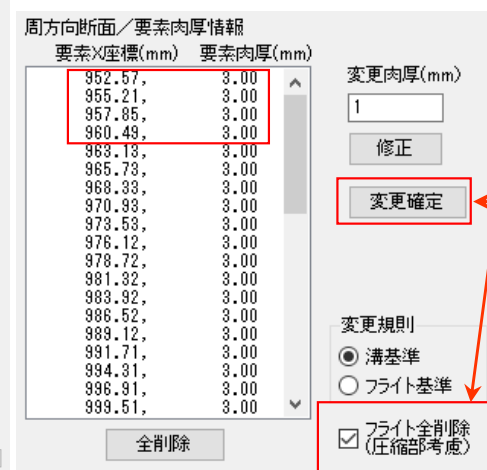 周方向断面／要素肉厚情報
要素X座標(mm) 要素肉厚(mm)
952.57, 3.00
955.21, 3.00
957.85, 3.00
960.49, 3.00
963.13, 3.00
965.73, 3.00
968.33, 3.00
970.93, 3.00
973.53, 3.00
976.12, 3.00
978.72, 3.00
981.32, 3.00
983.92, 3.00
986.52, 3.00
989.12, 3.00
991.71, 3.00
994.31, 3.00
996.91, 3.00
999.51, 3.00
全削除
変更肉厚(mm)
1
修正
変更確定
変更規則
溝基準
フライト基準
フライト全削除
(圧縮部考慮)